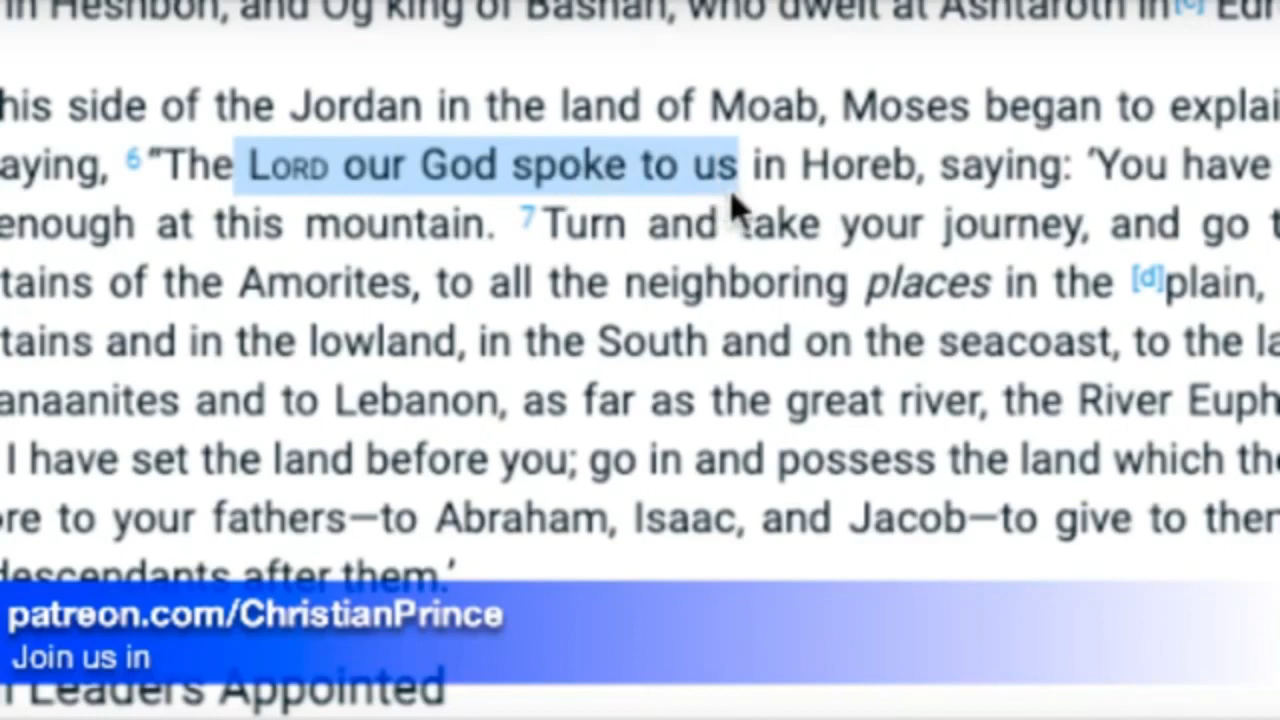 in Heshbon, and Og king of Bashan, who dwelt at Ashtaroth in[c] Edr
his side of the Jordan in the land of Moab, Moses began to explai
aying, 6 “The LORD our God spoke to us in Horeb, saying: ‘You have
enough at this mountain. 7 Turn and take your journey, and go t
tains of the Amorites, to all the neighboring places in the [d]plain,
tains and in the lowland, in the South and on the seacoast, to the la
anaanites and to Lebanon, as far as the great river, the River Euph
I have set the land before you; go in and possess the land which the
re to your fathers—to Abraham, Isaac, and Jacob—to give to them
descendants after them.’
patreon.com/ChristianPrince
Join us in
Leaders Appointed